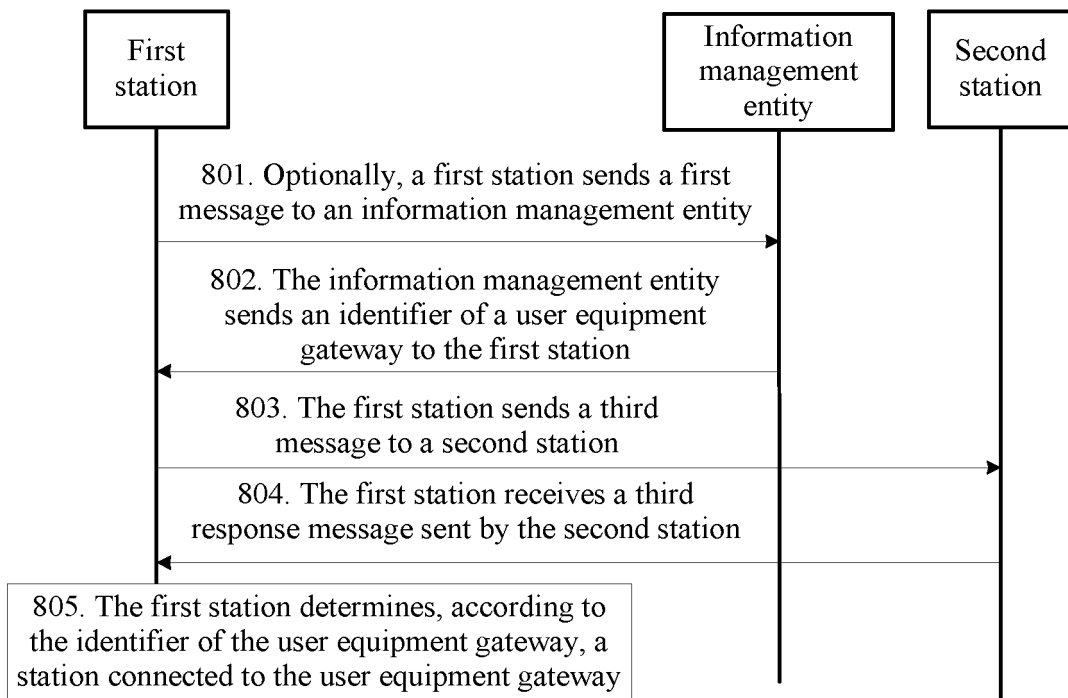 First
station
Information
management
entity
Second
station
801. Optionally, a first station sends a first
message to an information management entity
802. The information management entity
sends an identifier of a user equipment
gateway to the first station
803. The first station sends a third
message to a second station
804. The first station receives a third
response message sent by the second station
805. The first station determines, according to
the identifier of the user equipment gateway, a
station connected to the user equipment gateway